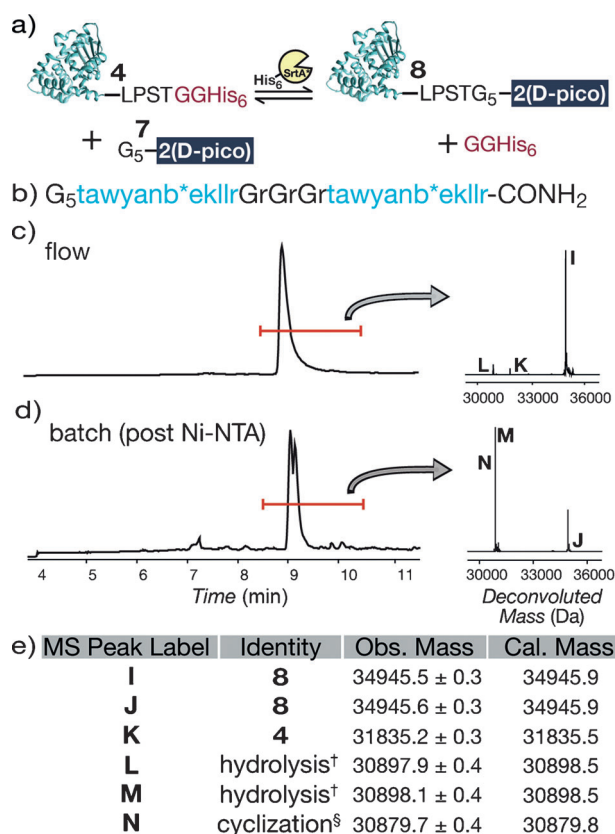 a)
4
LPSTGGHis₆
His₆
SrtA*
8
LPSTG₅
2(D-pico)
+
7
G₅
2(D-pico)
+ GGHis₆
b) G₅tawyanb*ekllrGrGrGrtawyanb*ekllr-CONH₂
c) flow
I
L
K
30000 33000 36000
d) batch (post Ni-NTA)
M
N
J
30000 33000 36000
4 5 6 7 8 9 10 11
Time (min)
Deconvoluted
Mass (Da)
e) MS Peak Label Identity Obs. Mass Cal. Mass
I 8 34945.5 ± 0.3 34945.9
J 8 34945.6 ± 0.3 34945.9
K 4 31835.2 ± 0.3 31835.5
L hydrolysis† 30897.9 ± 0.4 30898.5
M hydrolysis† 30898.1 ± 0.4 30898.5
N cyclization§ 30879.7 ± 0.4 30879.8